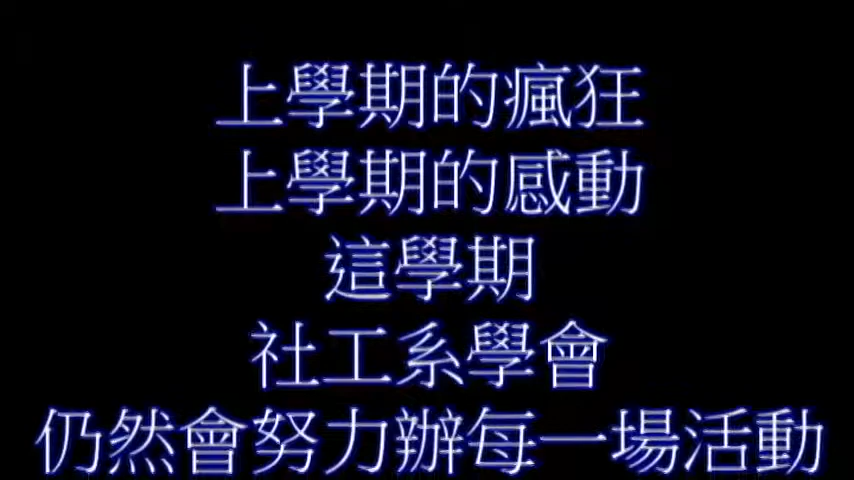 上學期的瘋狂
上學期的感動
這學期
社工系學會
仍然會努力辦每一場活動